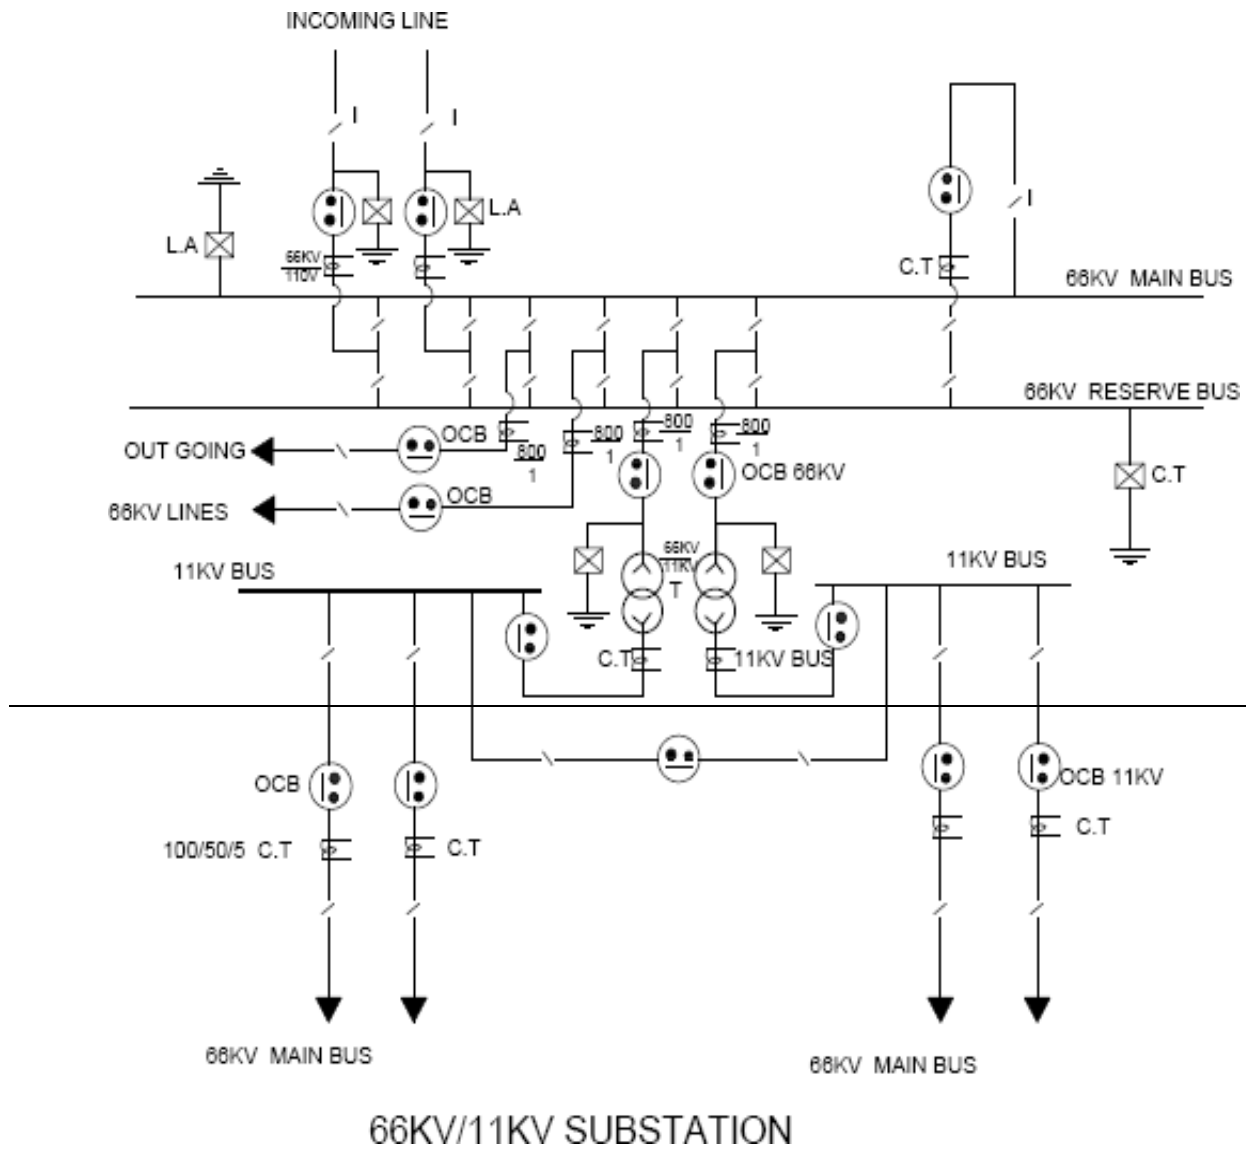 INCOMING LINE
I
I
I
L.A
L.A
66KV
110V
C.T
66KV MAIN BUS
66KV RESERVE BUS
OUT GOING
OCB
800
1
800
1
800
1
800
1
OCB 66KV
C.T
66KV LINES
OCB
11KV BUS
66KV
11KV
T
11KV BUS
C.T
11KV BUS
OCB
OCB 11KV
100/50/5 C.T
C.T
C.T
66KV MAIN BUS
66KV MAIN BUS
66KV/11KV SUBSTATION